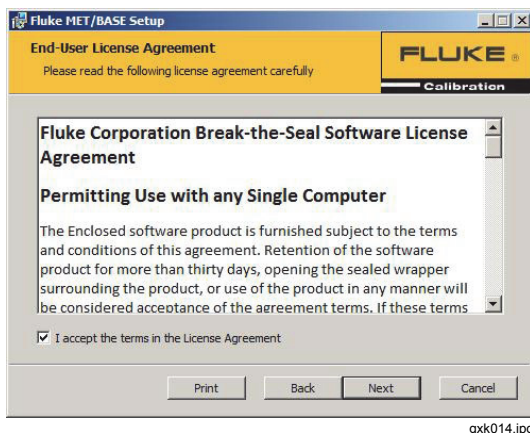 Fluke MET/BASE Setup
End-User License Agreement
Please read the following license agreement carefully
FLUKE ®
Calibration
Fluke Corporation Break-the-Seal Software License
Agreement
Permitting Use with any Single Computer
The Enclosed software product is furnished subject to the terms
and conditions of this agreement. Retention of the software
product for more than thirty days, opening the sealed wrapper
surrounding the product, or use of the product in any manner will
be considered acceptance of the agreement terms. If these terms
I accept the terms in the License Agreement
Print Back Next Cancel
gxk014.jpg